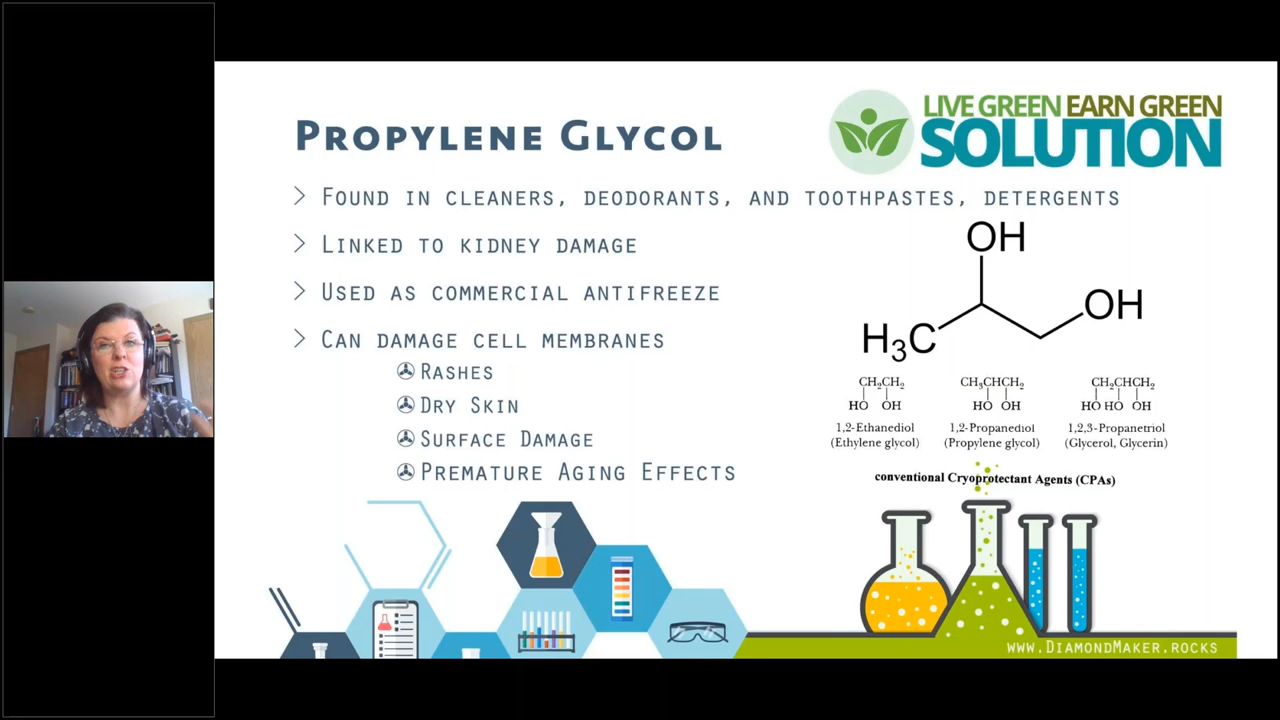 PROPYLENE GLYCOL
LIVE GREEN EARN GREEN
SOLUTION
FOUND IN CLEANERS, DEODORANTS, AND TOOTHPASTES, DETERGENTS
LINKED TO KIDNEY DAMAGE
USED AS COMMERCIAL ANTIFREEZE
CAN DAMAGE CELL MEMBRANES
RASHES
DRY SKIN
SURFACE DAMAGE
PREMATURE AGING EFFECTS
OH
OH
H₃C
CH₂CH₂
HO OH
1,2-Ethanediol
(Ethylene glycol)
CH₃CHCH₂
HO OH
1,2-Propanediol
(Propylene glycol)
CH₂CHCH₂
HO HO OH
1,2,3-Propanetriol
(Glycerol, Glycerin)
conventional Cryoprotectant Agents (CPAs)
WWW.DIAMONDMAKER.ROCKS